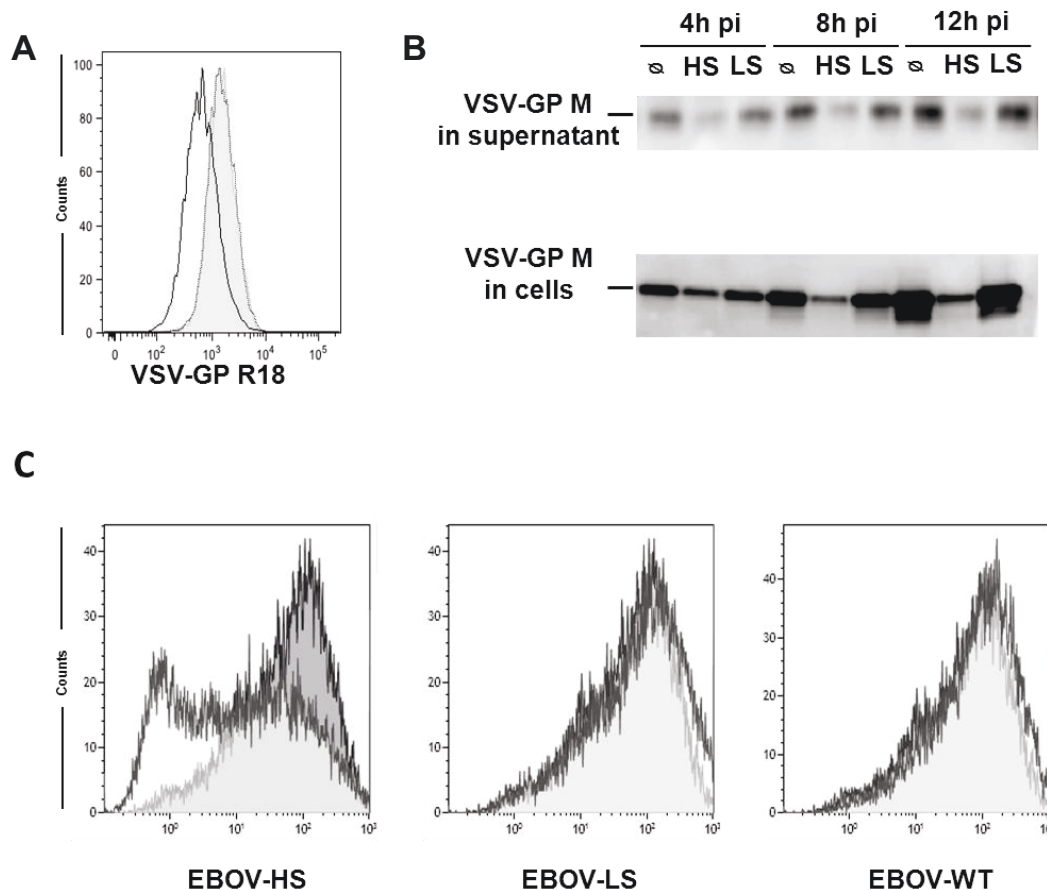 A
Counts
100
80
60
40
20
0
0 10² 10³ 10⁴ 10⁵
VSV-GP R18
B
4h pi 8h pi 12h pi
⌀ HS LS ⌀ HS LS ⌀ HS LS
VSV-GP M
in supernatant
VSV-GP M
in cells
C
Counts
40
30
20
10
0
10⁰ 10¹ 10²
EBOV-HS
40
30
20
10
0
10⁰ 10¹ 10²
EBOV-LS
40
30
20
10
0
10⁰ 10¹ 10²
EBOV-WT